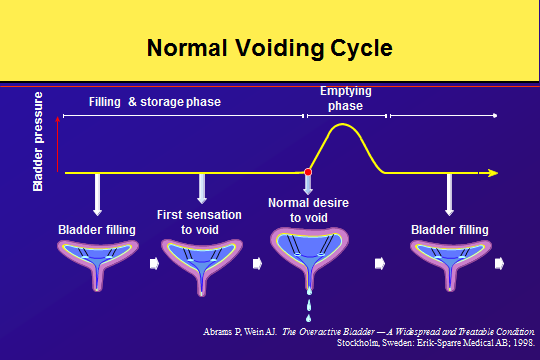 Normal Voiding Cycle
Bladder pressure
Filling & storage phase
Emptying
phase
Bladder filling
First sensation
to void
Normal desire
to void
Bladder filling
Abrams P, Wein AJ. The Overactive Bladder — A Widespread and Treatable Condition.
Stockholm, Sweden: Erik-Sparre Medical AB; 1998.